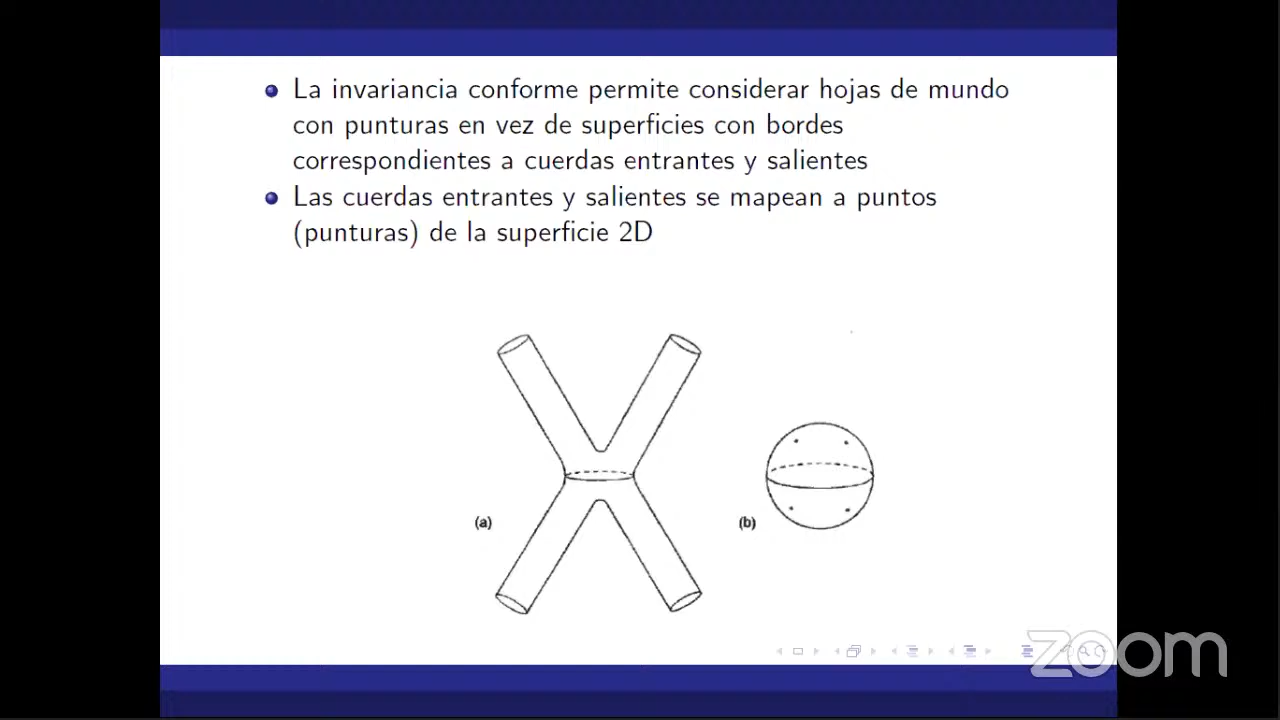 La invariancia conforme permite considerar hojas de mundo
con punturas en vez de superficies con bordes
correspondientes a cuerdas entrantes y salientes
Las cuerdas entrantes y salientes se mapean a puntos
(punturas) de la superficie 2D
(a)
(b)
zoom